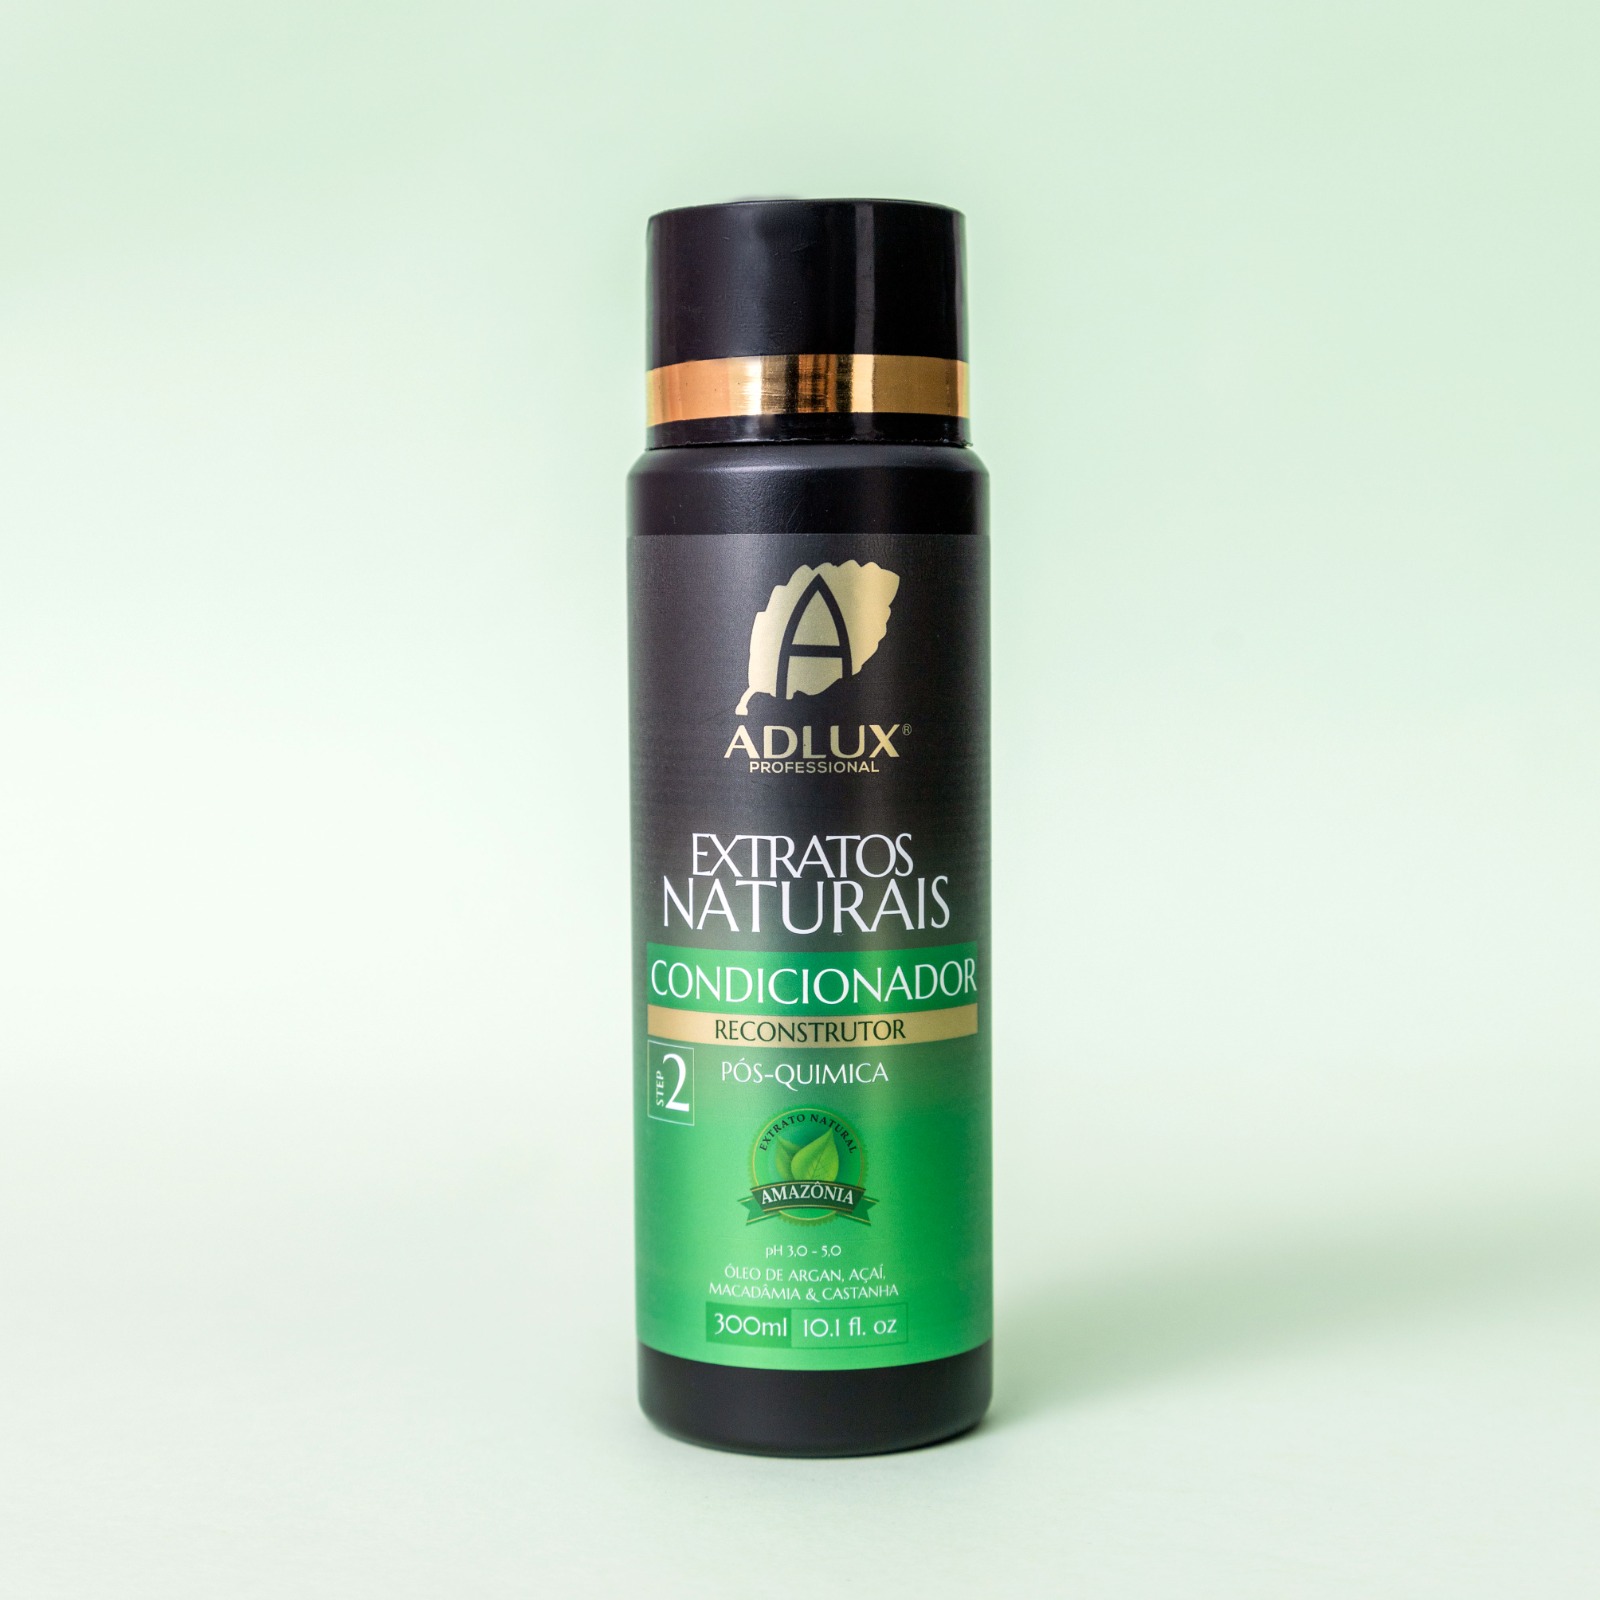 A
ADLUX®
PROFESSIONAL
EXTRATOS
NATURAIS
CONDICIONADOR
RECONSTRUTOR
STEP 2
PÓS-QUIMICA
EXTRATO NATURAL
AMAZÔNIA
pH 3,0 - 5,0
ÓLEO DE ARGAN, AÇAÍ,
MACADÂMIA & CASTANHA
300ml 10.1 fl. oz